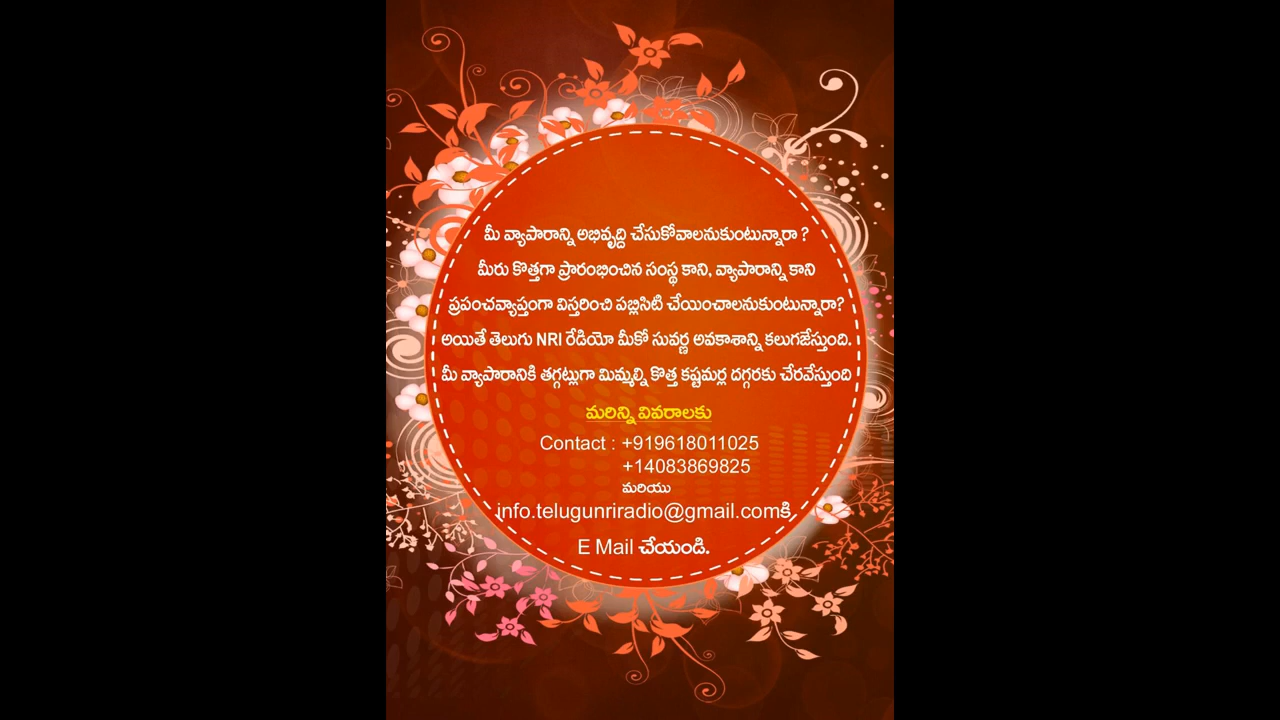 మీ వ్యాపారాన్ని అభివృద్ది చేసుకోవాలనుకుంటున్నారా ?
మీరు కొత్తగా ప్రారంభించిన సంస్థ కాని, వ్యాపారాన్ని కాని
ప్రపంచవ్యాప్తంగా విస్తరించి పబ్లిసిటి చేయించాలనుకుంటున్నారా?
అయితే తెలుగు NRI రేడియో మీకో సువర్ణ అవకాశాన్ని కలుగజేస్తుంది.
మీ వ్యాపారానికి తగ్గట్లుగా మిమ్మల్ని కొత్త కష్టమర్ల దగ్గరకు చేరవేస్తుంది
మరిన్ని వివరాలకు
Contact : +919618011025
+14083869825
మరియు
info.telugunriradio@gmail.comకి
E Mail చేయండి.